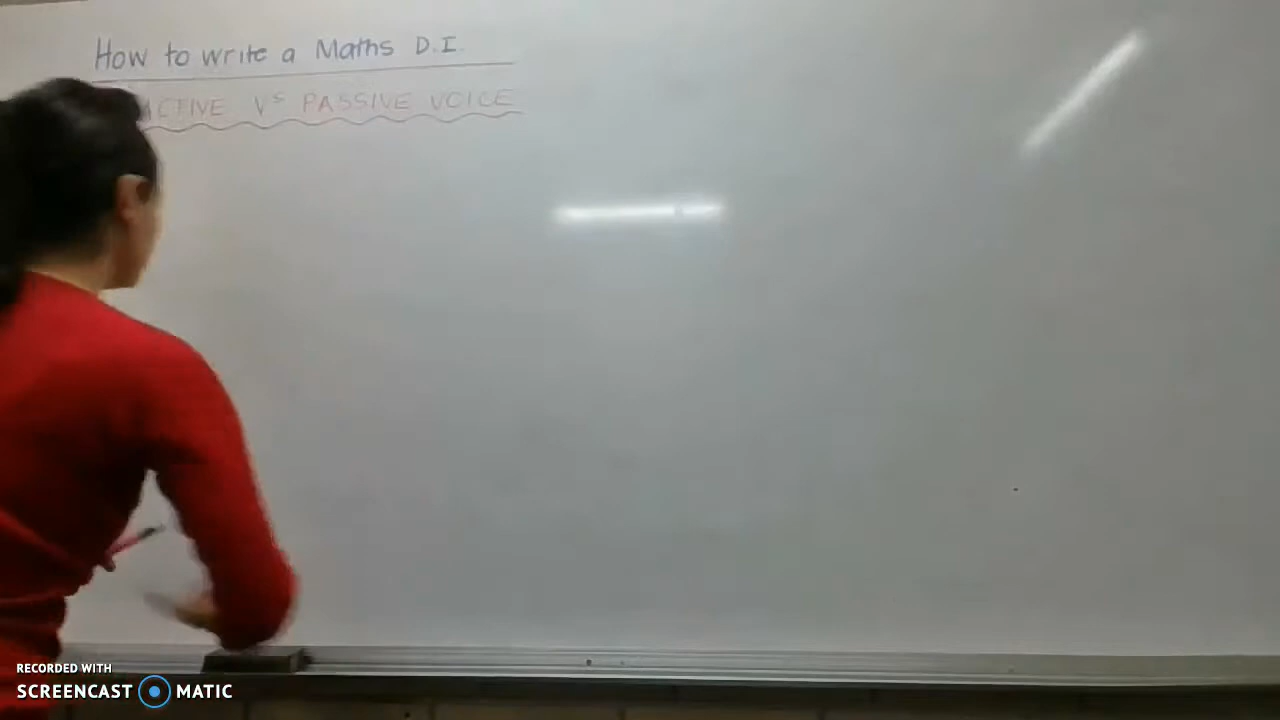 How to write a Maths D.I.
ACTIVE Vs PASSIVE VOICE
RECORDED WITH
SCREENCAST MATIC